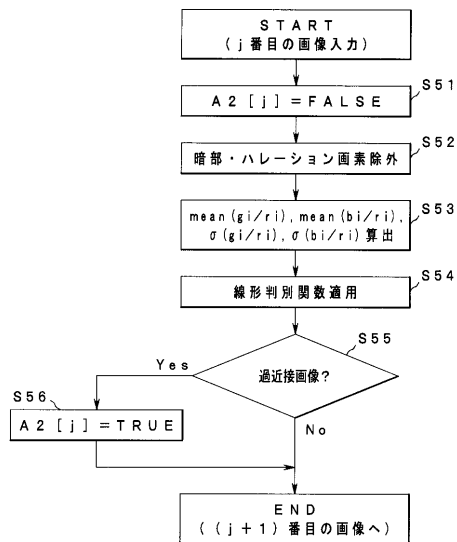 START
(j番目の画像入力)
S51
A2[j]=FALSE
S52
暗部・ハレーション画素除外
S53
mean(gi/ri), mean(bi/ri),
σ(gi/ri), σ(bi/ri) 算出
S54
線形判別関数適用
S55
過近接画像?
Yes
S56
A2[j]=TRUE
No
END
((j+1)番目の画像へ)